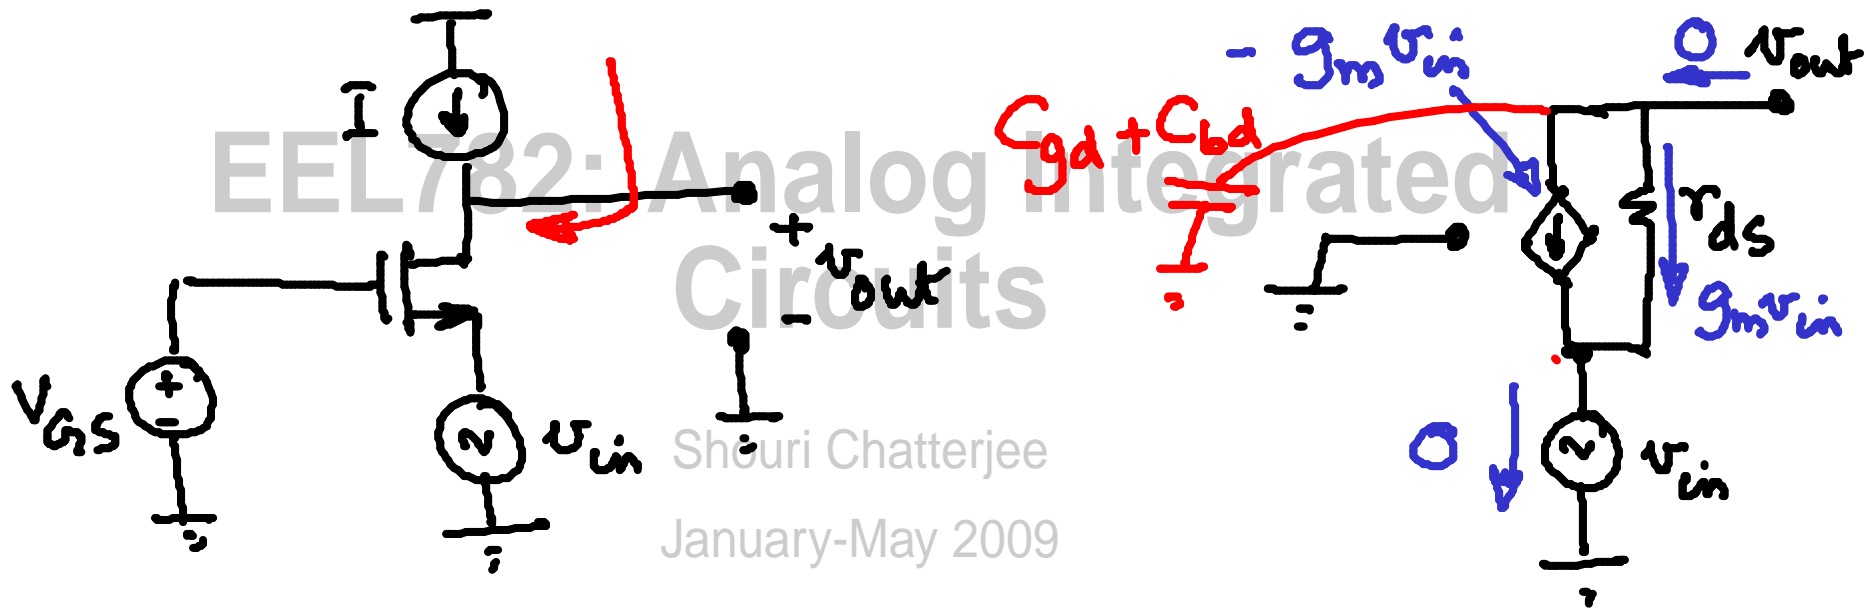 I
EEL782: Analog Integrated
Circuits
Shouri Chatterjee
January-May 2009
V_GS
+
-
v_in
+
v_out
-
C_gd + C_bd
- g_m v_in
0
v_out
r_ds
g_m v_in
0
v_in